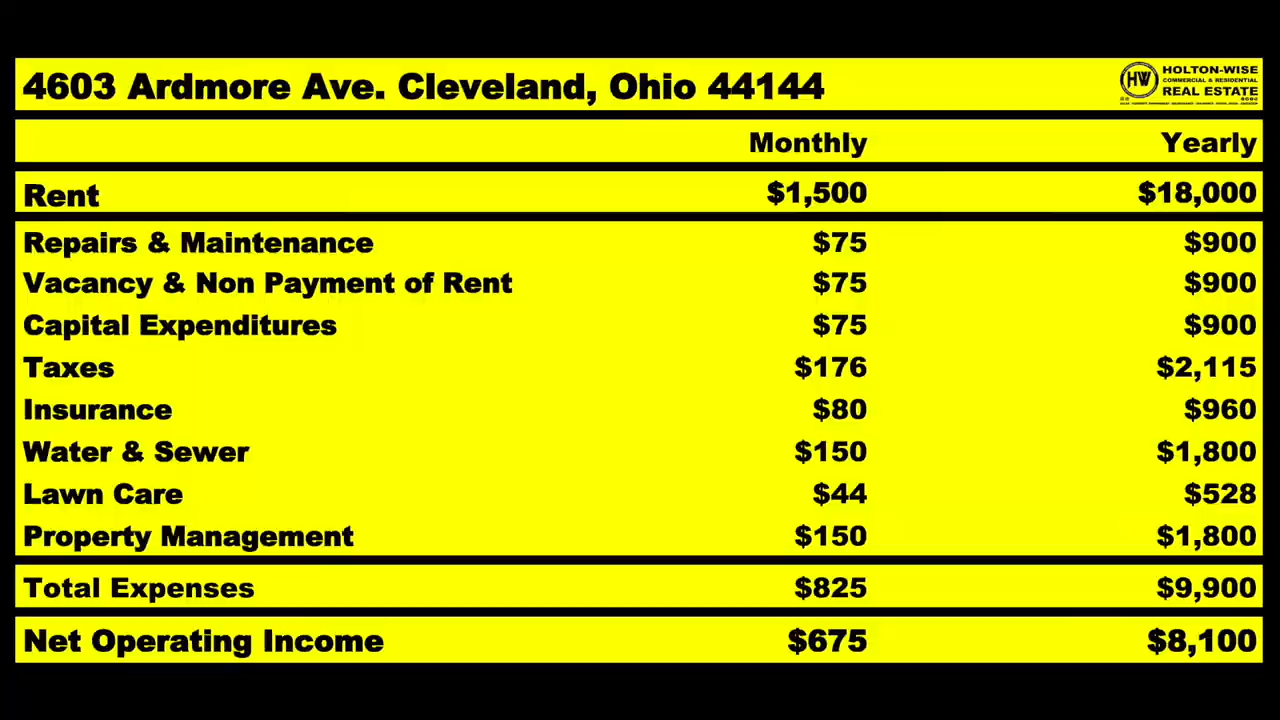 4603 Ardmore Ave. Cleveland, Ohio 44144
HW
HOLTON-WISE
COMMERCIAL & RESIDENTIAL
REAL ESTATE
Monthly Yearly
Rent $1,500 $18,000
Repairs & Maintenance $75 $900
Vacancy & Non Payment of Rent $75 $900
Capital Expenditures $75 $900
Taxes $176 $2,115
Insurance $80 $960
Water & Sewer $150 $1,800
Lawn Care $44 $528
Property Management $150 $1,800
Total Expenses $825 $9,900
Net Operating Income $675 $8,100